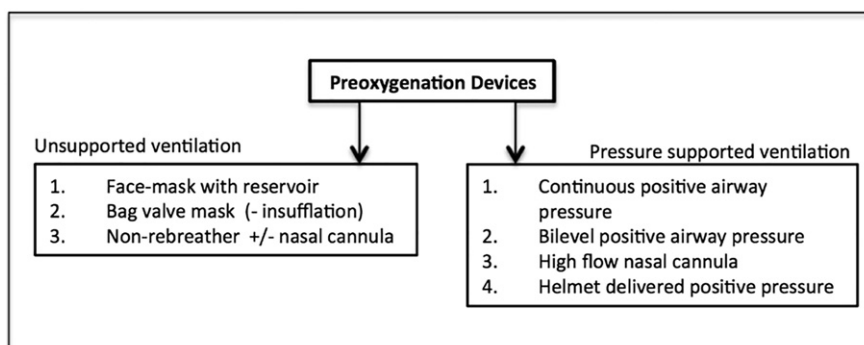 Preoxygenation Devices
Unsupported ventilation
1. Face-mask with reservoir
2. Bag valve mask (- insufflation)
3. Non-rebreather +/- nasal cannula
Pressure supported ventilation
1. Continuous positive airway
pressure
2. Bilevel positive airway pressure
3. High flow nasal cannula
4. Helmet delivered positive pressure